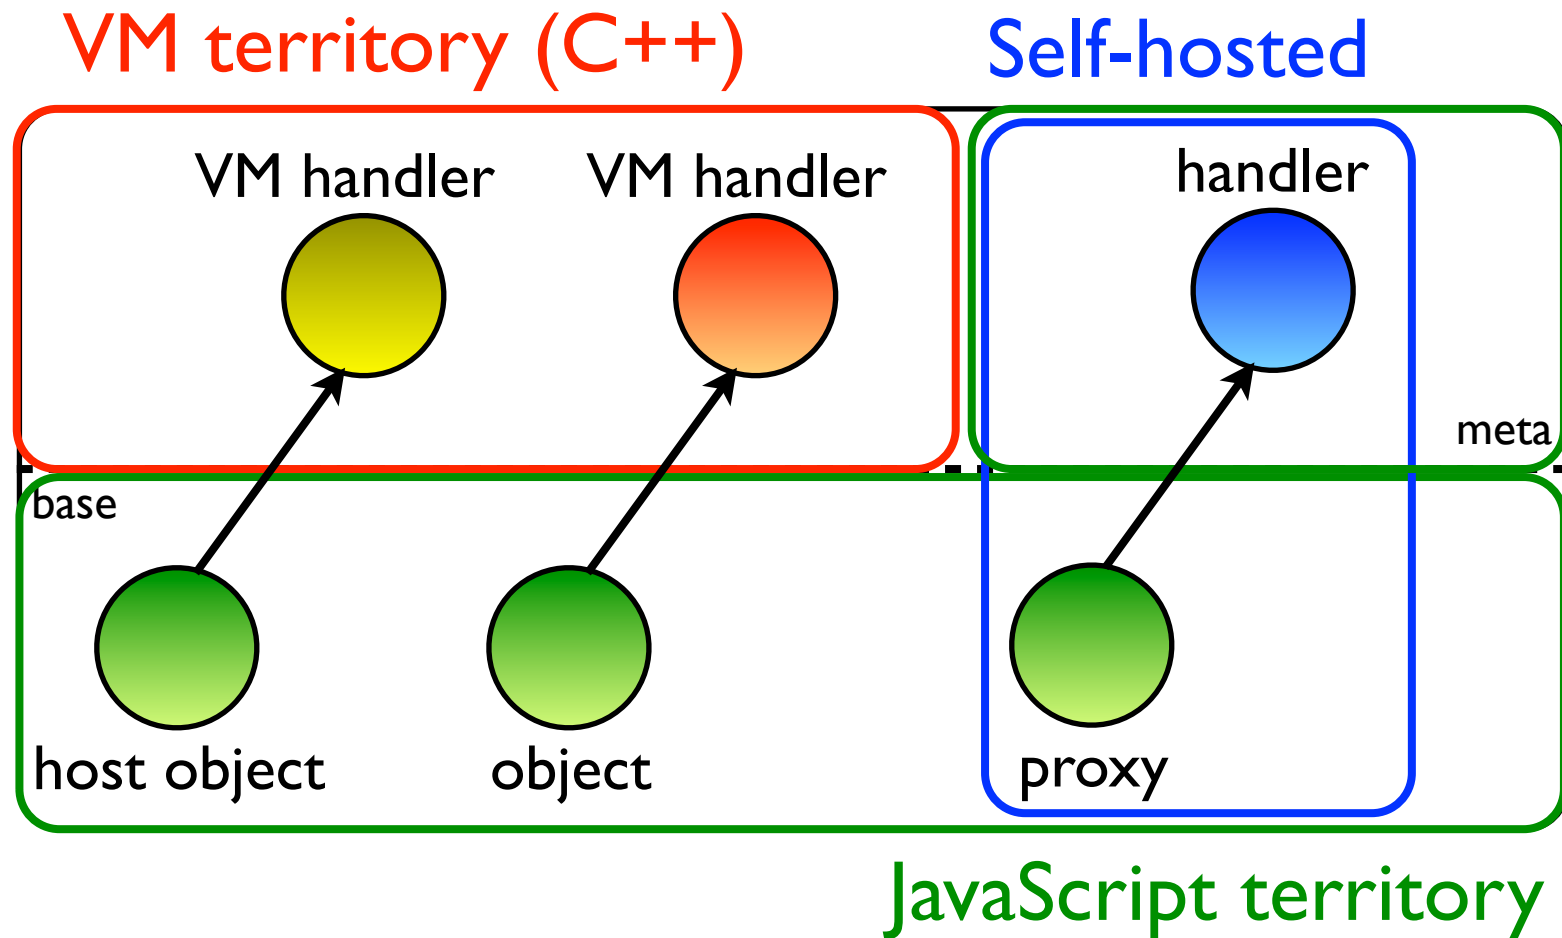 VM territory (C++)
Self-hosted
VM handler
VM handler
handler
meta
base
host object
object
proxy
JavaScript territory